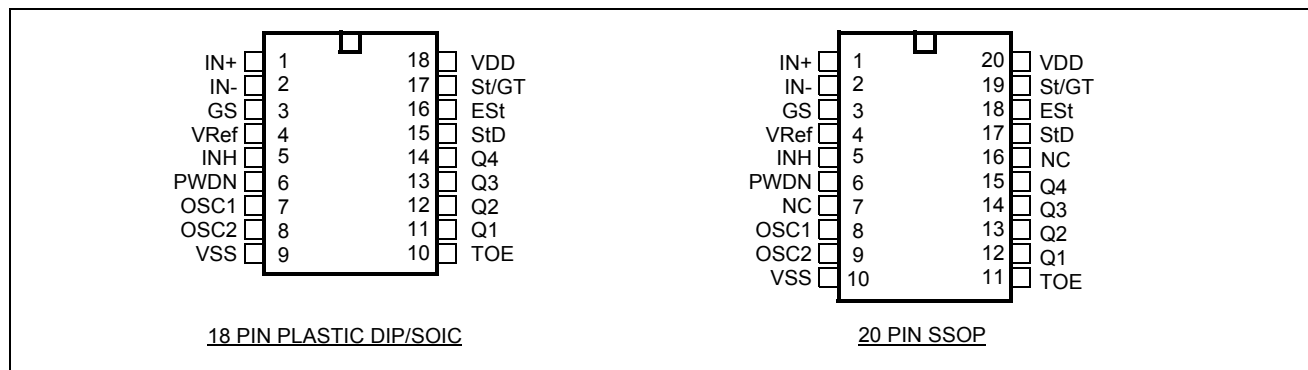 IN+ 1 18 VDD
IN- 2 17 St/GT
GS 3 16 ESt
VRef 4 15 StD
INH 5 14 Q4
PWDN 6 13 Q3
OSC1 7 12 Q2
OSC2 8 11 Q1
VSS 9 10 TOE
18 PIN PLASTIC DIP/SOIC
IN+ 1 20 VDD
IN- 2 19 St/GT
GS 3 18 ESt
VRef 4 17 StD
INH 5 16 NC
PWDN 6 15 Q4
NC 7 14 Q3
OSC1 8 13 Q2
OSC2 9 12 Q1
VSS 10 11 TOE
20 PIN SSOP